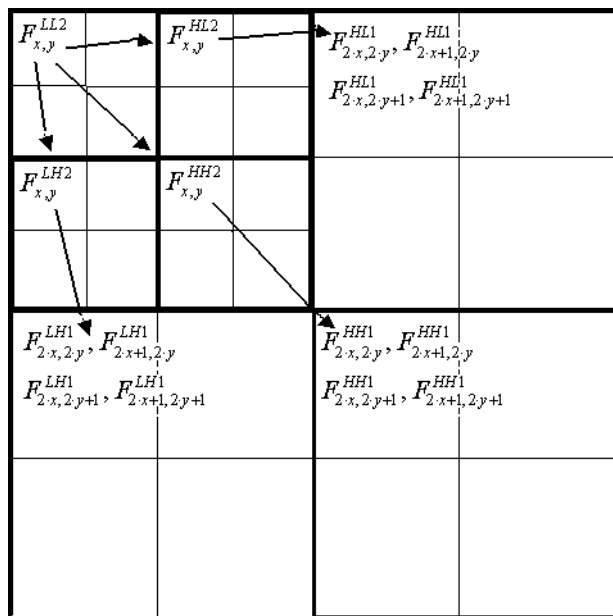 F^{LL2}_{x,y}
F^{HL2}_{x,y}
F^{HL1}_{2·x,2·y}, F^{HL1}_{2·x+1,2·y}
F^{HL1}_{2·x,2·y+1}, F^{HL1}_{2·x+1,2·y+1}
F^{LH2}_{x,y}
F^{HH2}_{x,y}
F^{LH1}_{2·x,2·y}, F^{LH1}_{2·x+1,2·y}
F^{LH1}_{2·x,2·y+1}, F^{LH1}_{2·x+1,2·y+1}
F^{HH1}_{2·x,2·y}, F^{HH1}_{2·x+1,2·y}
F^{HH1}_{2·x,2·y+1}, F^{HH1}_{2·x+1,2·y+1}